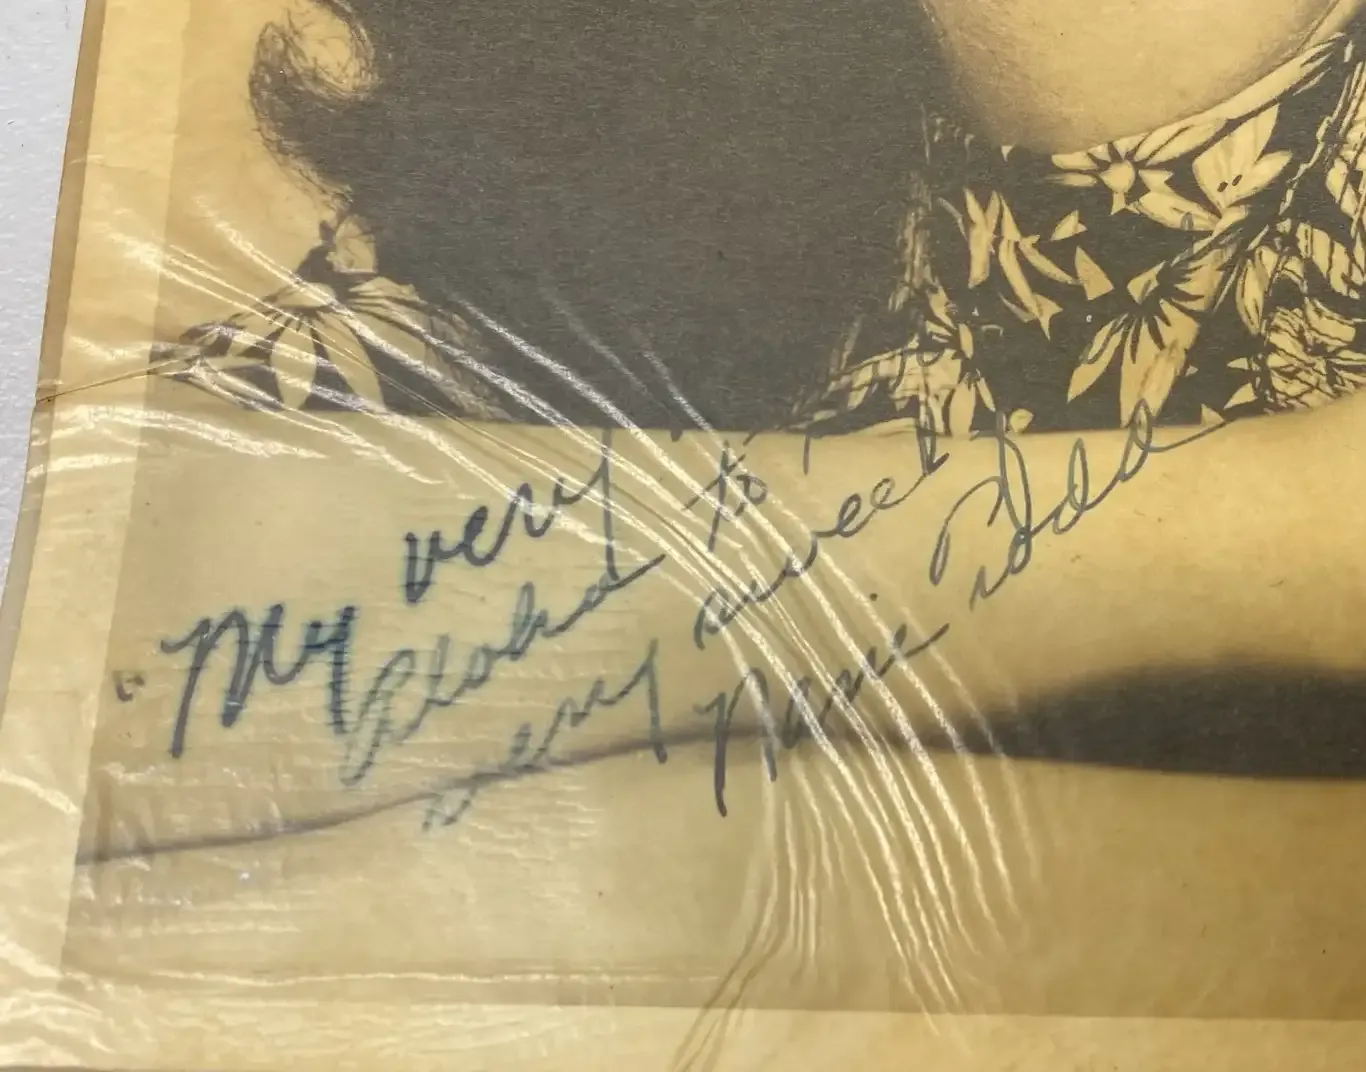 "My very
Aloha to
very sweet
Nani